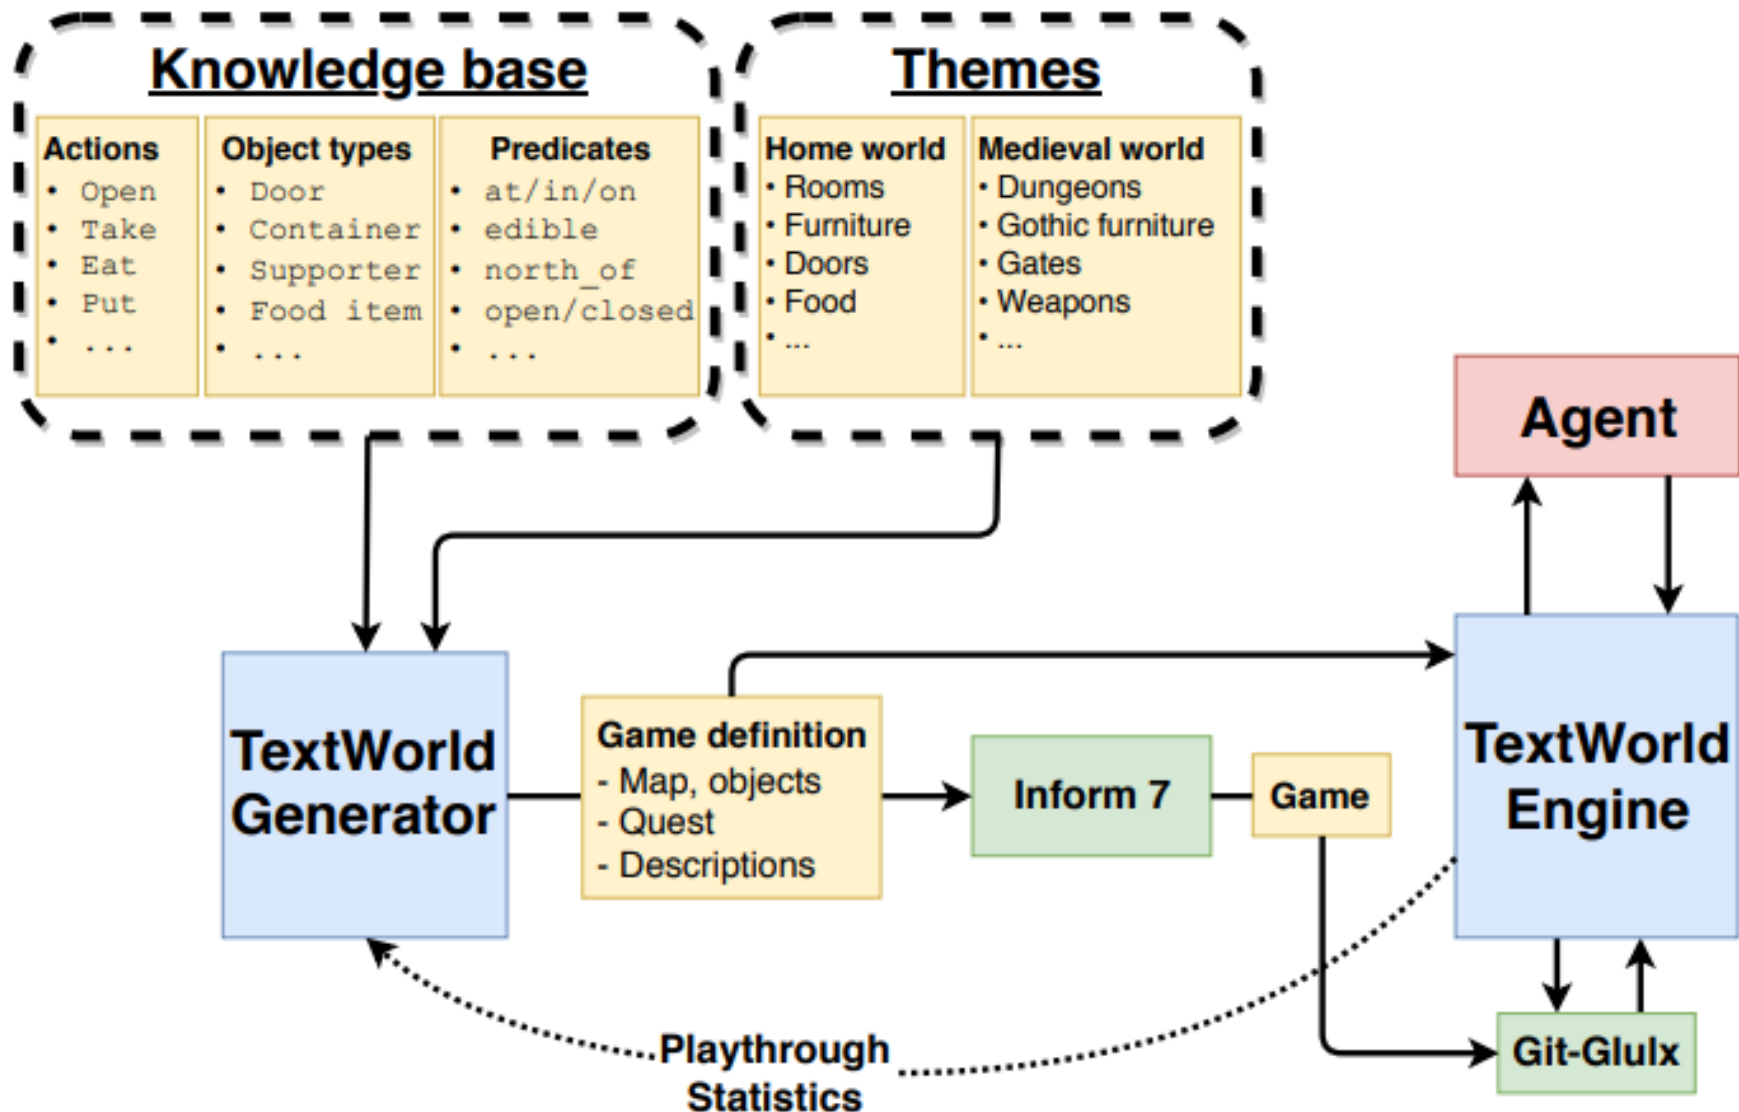 Knowledge base
Actions
• Open
• Take
• Eat
• Put
• ...
Object types
• Door
• Container
• Supporter
• Food item
• ...
Predicates
• at/in/on
• edible
• north_of
• open/closed
• ...
Themes
Home world
• Rooms
• Furniture
• Doors
• Food
• ...
Medieval world
• Dungeons
• Gothic furniture
• Gates
• Weapons
• ...
Agent
TextWorld
Generator
Game definition
- Map, objects
- Quest
- Descriptions
Inform 7
Game
TextWorld
Engine
Git-Glulx
Playthrough
Statistics